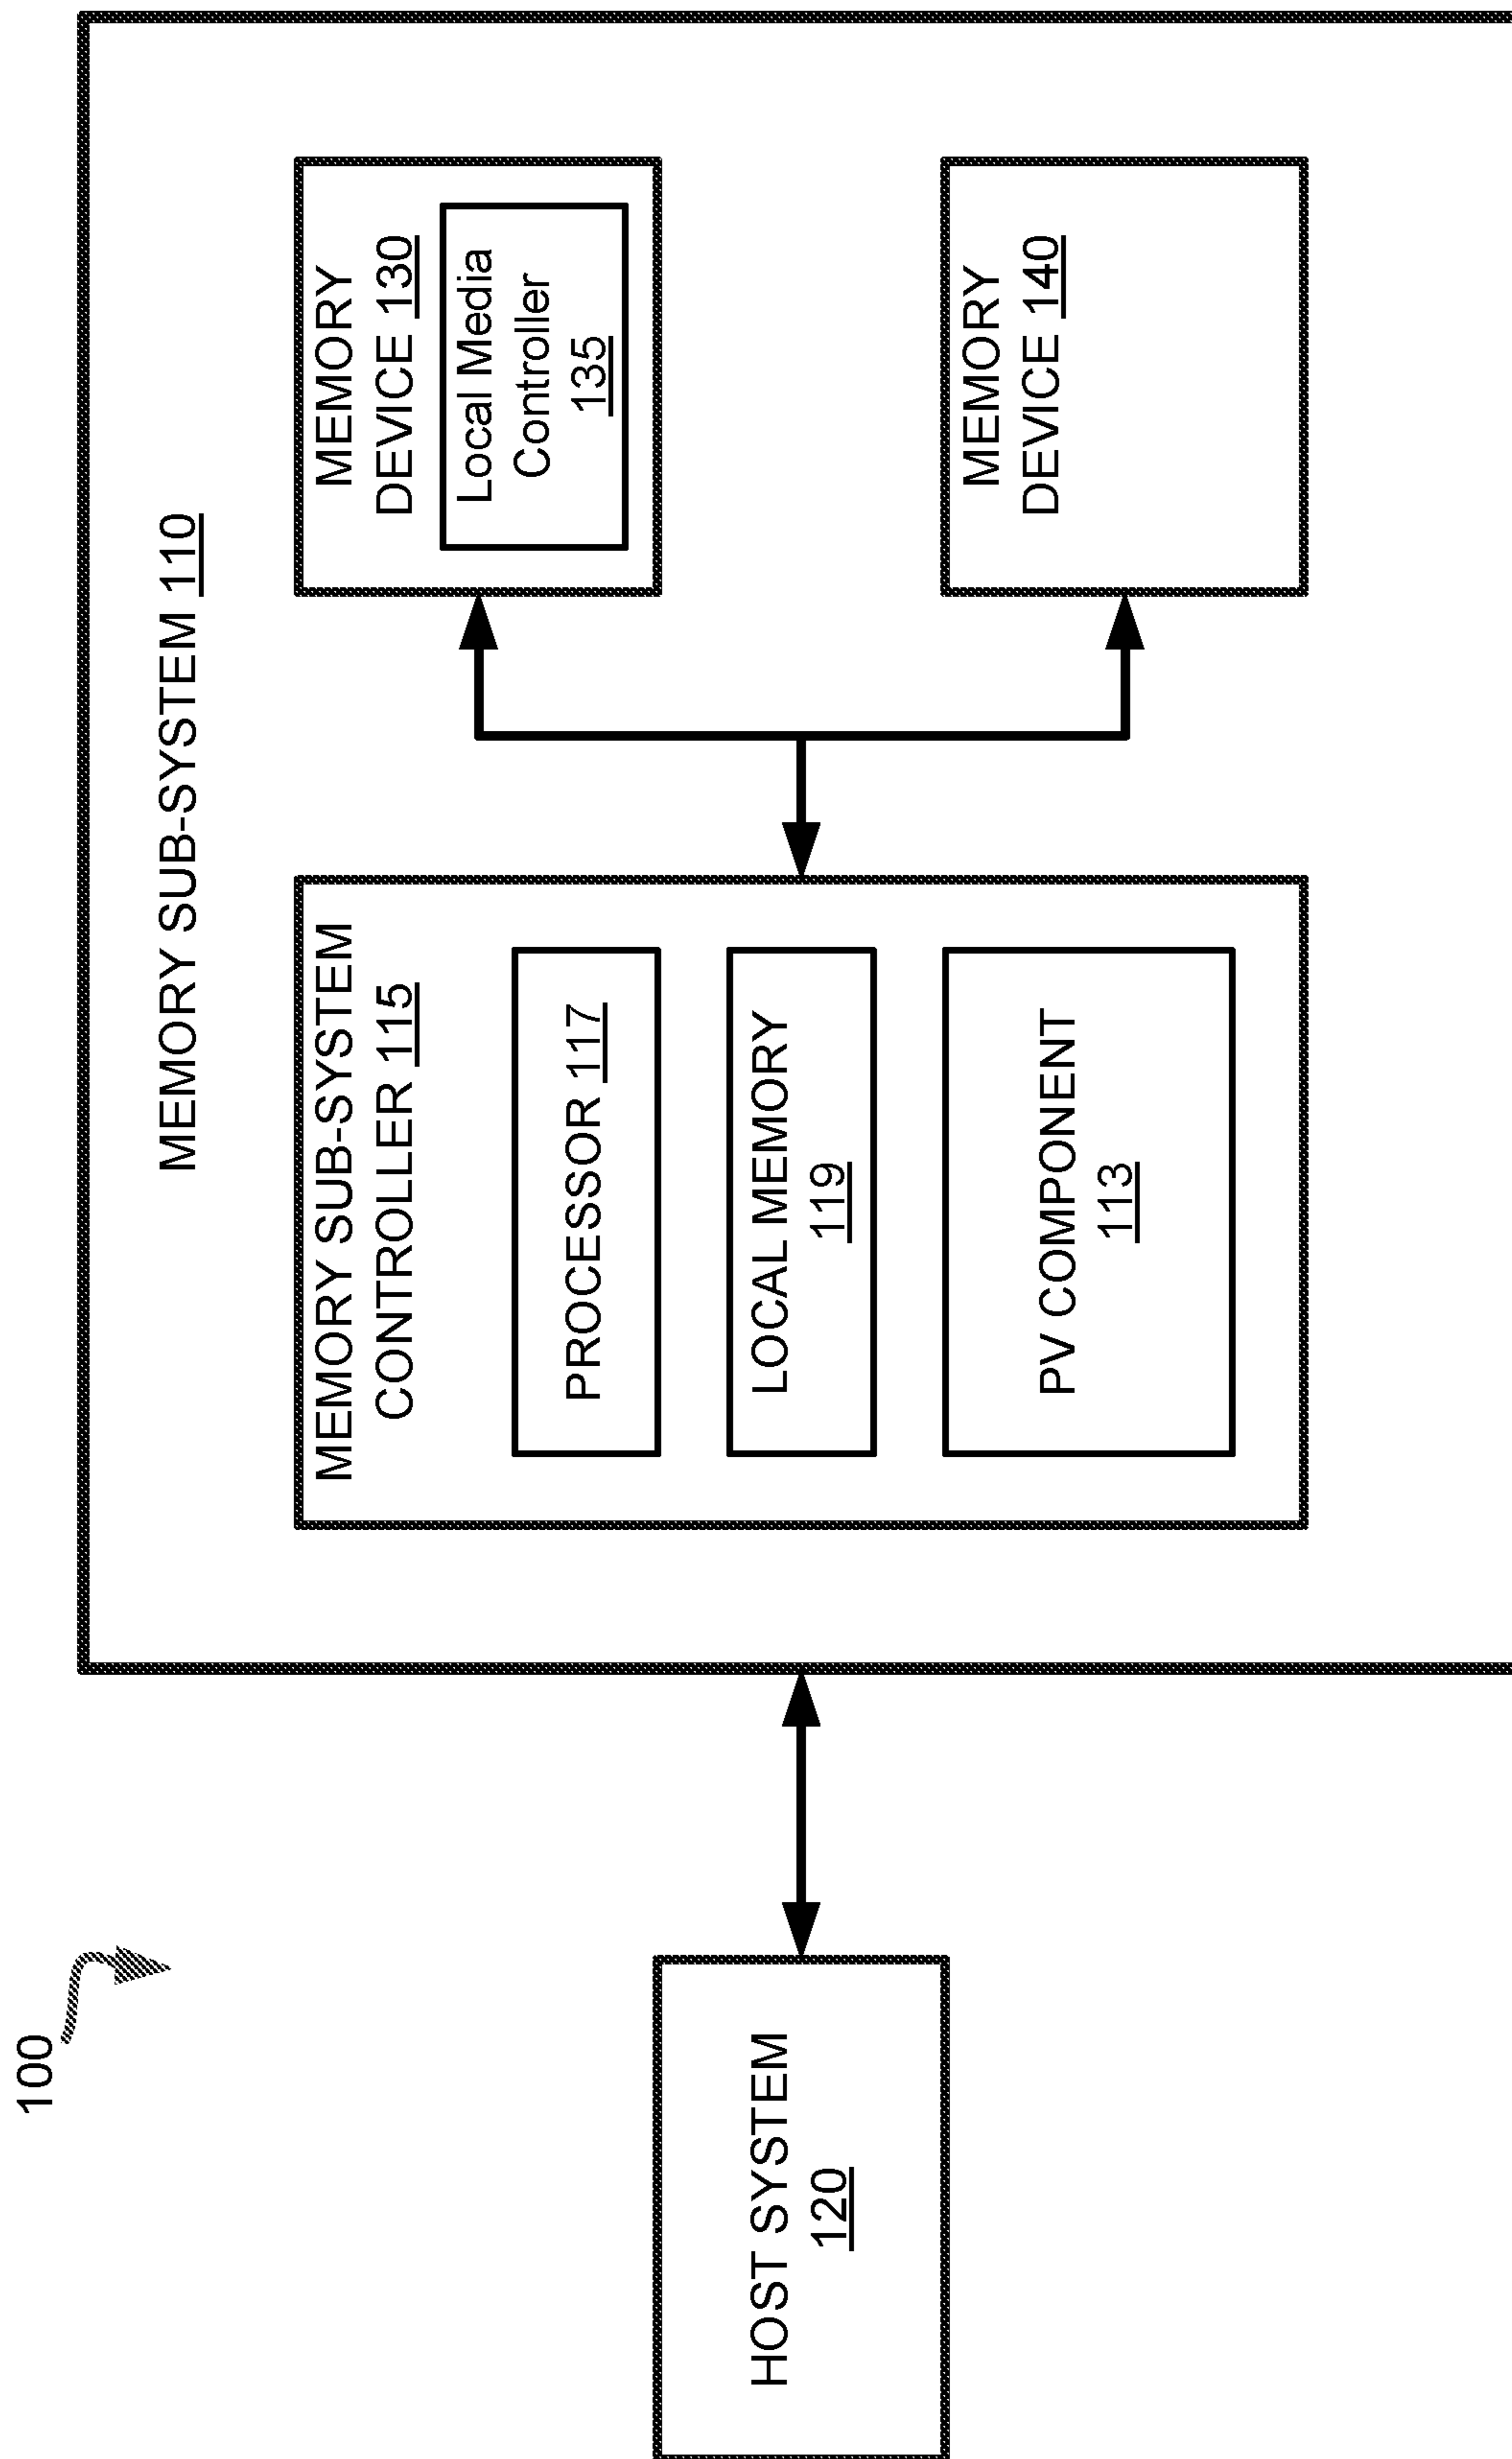 100
MEMORY SUB-SYSTEM 110
HOST SYSTEM
120
MEMORY SUB-SYSTEM
CONTROLLER 115
PROCESSOR 117
LOCAL MEMORY
119
PV COMPONENT
113
MEMORY
DEVICE 130
Local Media
Controller
135
MEMORY
DEVICE 140